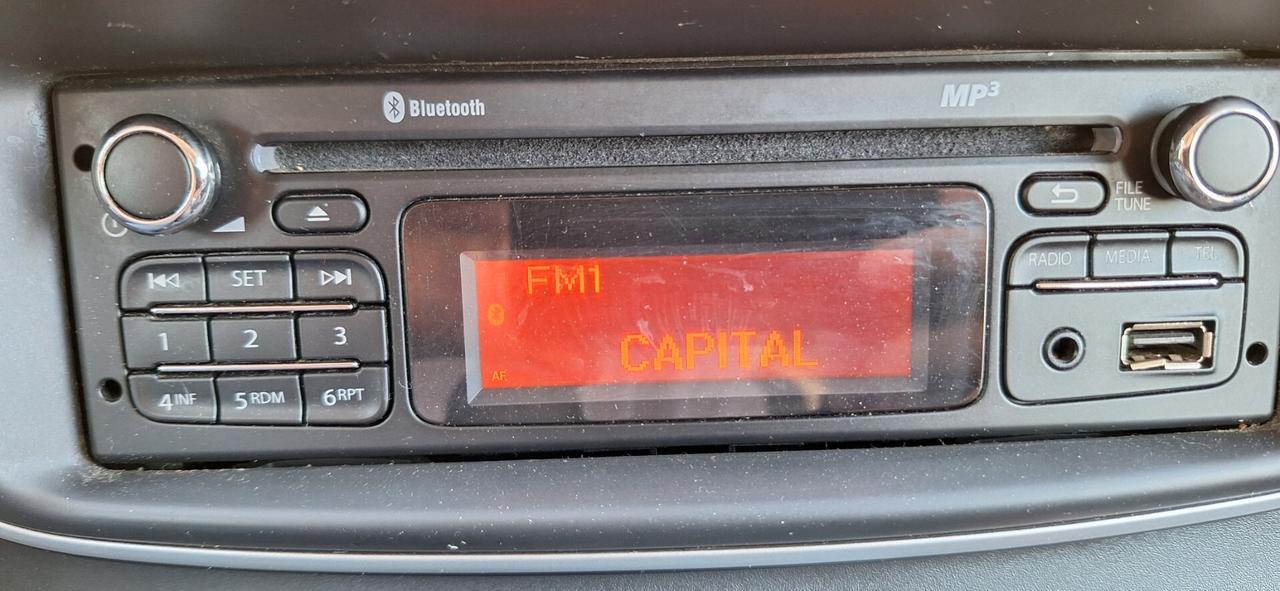 Bluetooth
MP3
FILE
TUNE
SET
RADIO MEDIA TEL
FM1
1 2 3
CAPITAL
AF
4INF 5RDM 6RPT